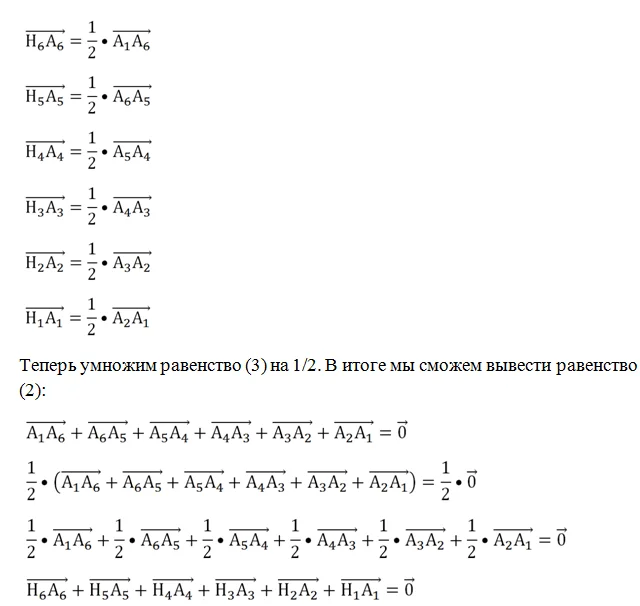 $\overrightarrow{H_6A_6} = \frac{1}{2} \bullet \overrightarrow{A_1A_6}$
$\overrightarrow{H_5A_5} = \frac{1}{2} \bullet \overrightarrow{A_6A_5}$
$\overrightarrow{H_4A_4} = \frac{1}{2} \bullet \overrightarrow{A_5A_4}$
$\overrightarrow{H_3A_3} = \frac{1}{2} \bullet \overrightarrow{A_4A_3}$
$\overrightarrow{H_2A_2} = \frac{1}{2} \bullet \overrightarrow{A_3A_2}$
$\overrightarrow{H_1A_1} = \frac{1}{2} \bullet \overrightarrow{A_2A_1}$
Теперь умножим равенство (3) на 1/2. В итоге мы сможем вывести равенство
(2):
$\overrightarrow{A_1A_6} + \overrightarrow{A_6A_5} + \overrightarrow{A_5A_4} + \overrightarrow{A_4A_3} + \overrightarrow{A_3A_2} + \overrightarrow{A_2A_1} = \vec{0}$
$\frac{1}{2} \bullet (\overrightarrow{A_1A_6} + \overrightarrow{A_6A_5} + \overrightarrow{A_5A_4} + \overrightarrow{A_4A_3} + \overrightarrow{A_3A_2} + \overrightarrow{A_2A_1}) = \frac{1}{2} \bullet \vec{0}$
$\frac{1}{2} \bullet \overrightarrow{A_1A_6} + \frac{1}{2} \bullet \overrightarrow{A_6A_5} + \frac{1}{2} \bullet \overrightarrow{A_5A_4} + \frac{1}{2} \bullet \overrightarrow{A_4A_3} + \frac{1}{2} \bullet \overrightarrow{A_3A_2} + \frac{1}{2} \bullet \overrightarrow{A_2A_1} = \vec{0}$
$\overrightarrow{H_6A_6} + \overrightarrow{H_5A_5} + \overrightarrow{H_4A_4} + \overrightarrow{H_3A_3} + \overrightarrow{H_2A_2} + \overrightarrow{H_1A_1} = \vec{0}$